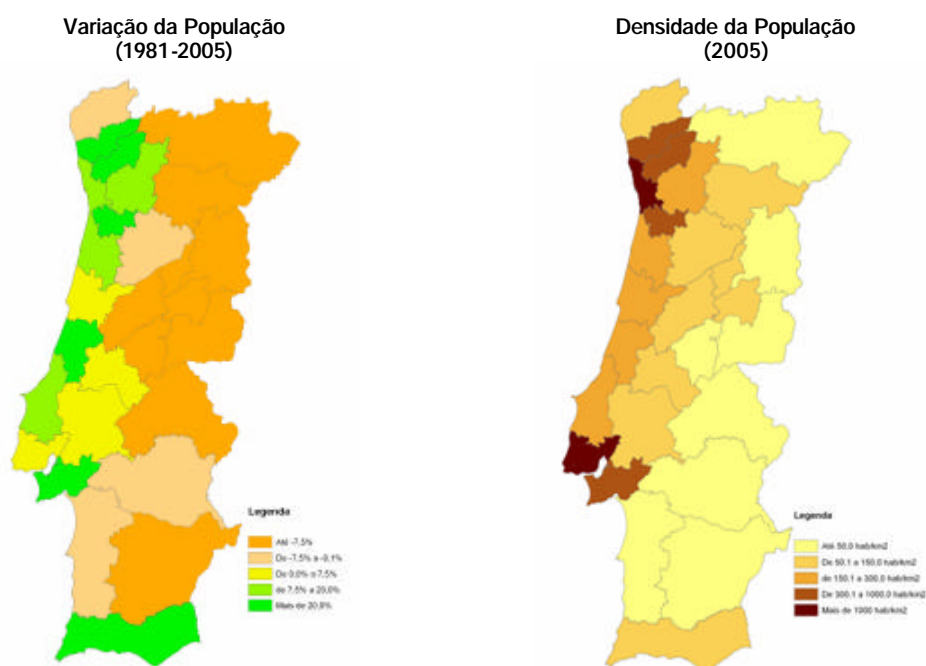 Variação da População
(1981-2005)
Densidade da População
(2005)
Legenda
Até -7,5%
De -7,5% a -0,1%
De 0,0% a 7,5%
de 7,5% a 20,0%
Mais de 20,0%
Legenda
Até 50,0 hab/km2
De 50,1 a 150,0 hab/km2
de 150,1 a 300,0 hab/km2
De 300,1 a 1000,0 hab/km2
Mais de 1000 hab/km2